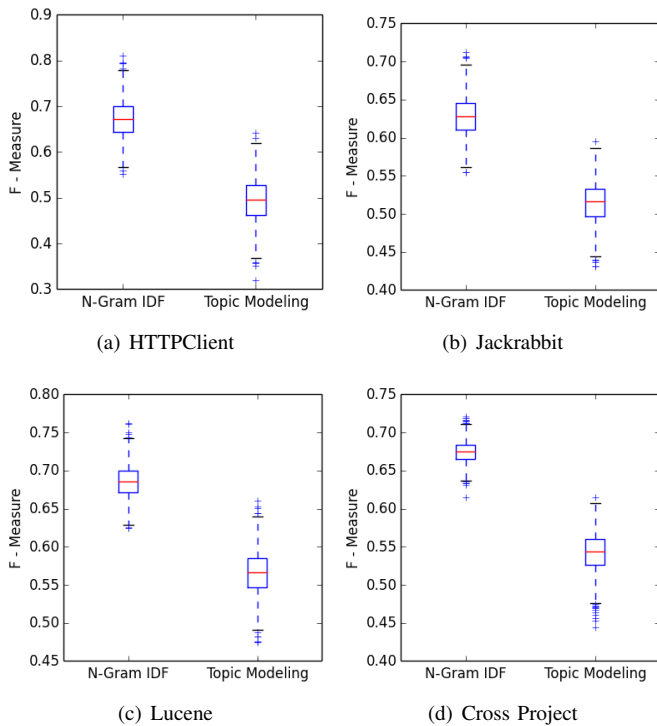 0.9
0.8
0.7
0.6
0.5
0.4
0.3
F - Measure
N-Gram IDF Topic Modeling
(a) HTTPClient
0.75
0.70
0.65
0.60
0.55
0.50
0.45
0.40
F - Measure
N-Gram IDF Topic Modeling
(b) Jackrabbit
0.80
0.75
0.70
0.65
0.60
0.55
0.50
0.45
F - Measure
N-Gram IDF Topic Modeling
(c) Lucene
0.75
0.70
0.65
0.60
0.55
0.50
0.45
0.40
F - Measure
N-Gram IDF Topic Modeling
(d) Cross Project